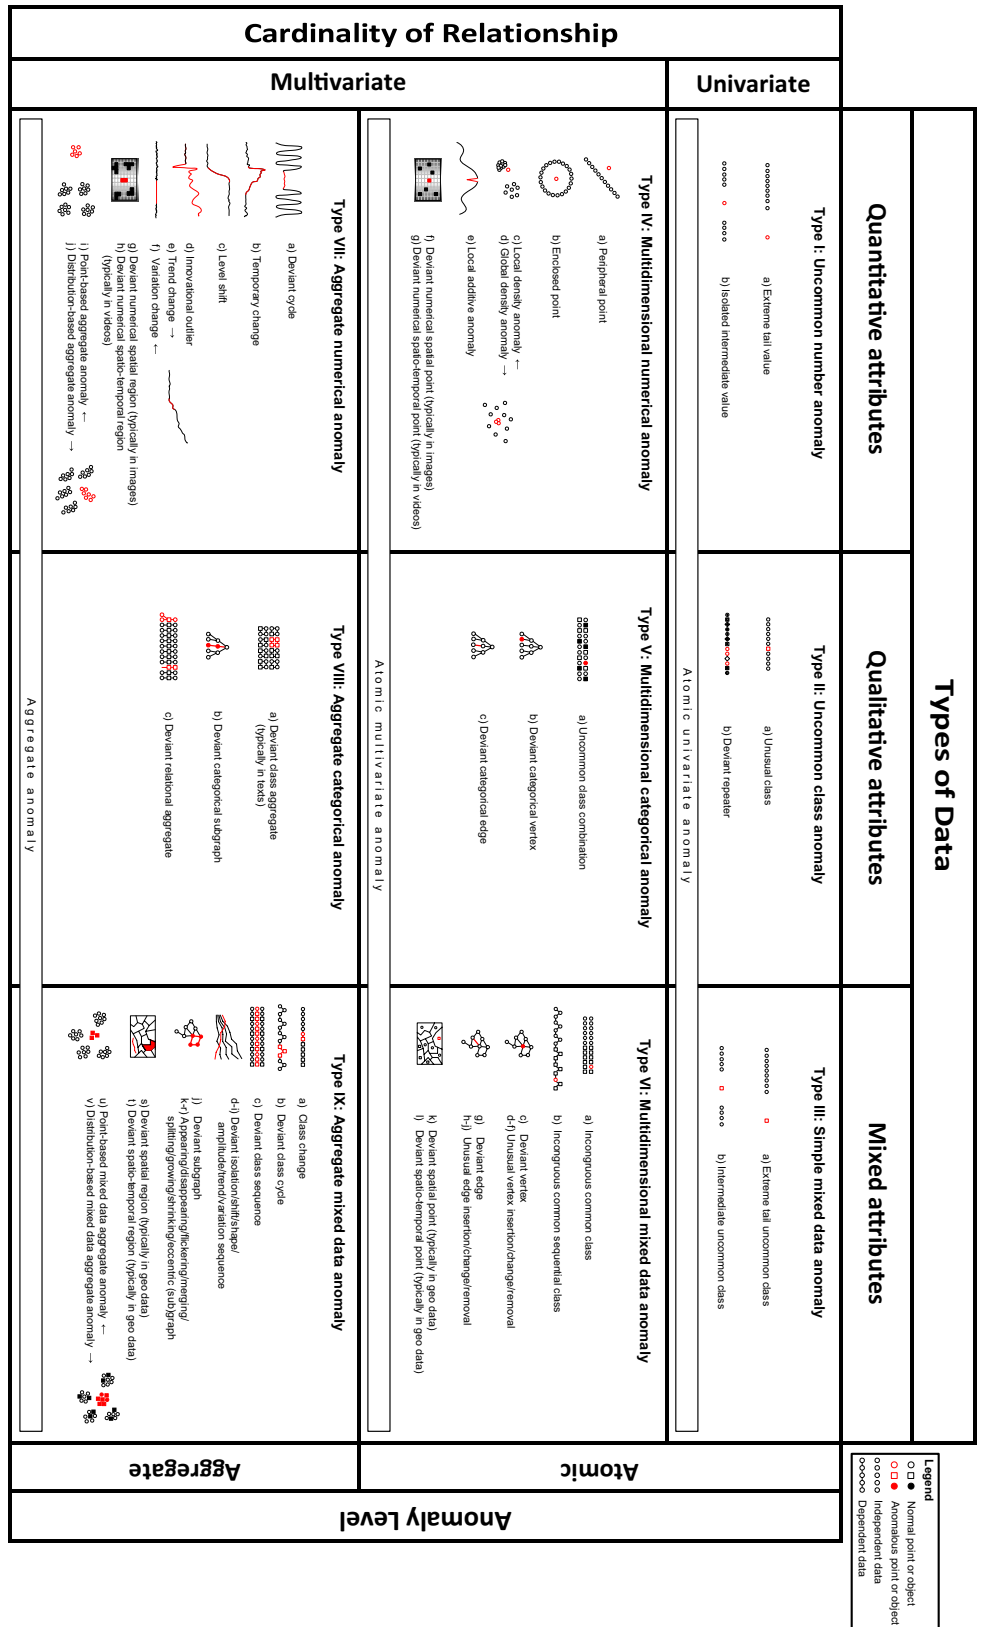 Types of Data
Quantitative attributes
Qualitative attributes
Mixed attributes
Cardinality of Relationship
Univariate
Multivariate
Anomaly Level
Atomic
Aggregate
Type I: Uncommon number anomaly
a) Extreme tail value
b) Isolated intermediate value
Type II: Uncommon class anomaly
a) Unusual class
b) Deviant repeater
Type III: Simple mixed data anomaly
a) Extreme tail uncommon class
b) Intermediate uncommon class
Atomic univariate anomaly
Type IV: Multidimensional numerical anomaly
a) Peripheral point
b) Enclosed point
c) Local density anomaly ←
d) Global density anomaly →
e) Local additive anomaly
f) Deviant numerical spatial point (typically in images)
g) Deviant numerical spatio-temporal point (typically in videos)
Type V: Multidimensional categorical anomaly
a) Uncommon class combination
b) Deviant categorical vertex
c) Deviant categorical edge
Type VI: Multidimensional mixed data anomaly
a) Incongruous common class
b) Incongruous common sequential class
c) Deviant vertex
d-f) Unusual vertex insertion/change/removal
g) Deviant edge
h-j) Unusual edge insertion/change/removal
k) Deviant spatial point (typically in geo data)
l) Deviant spatio-temporal point (typically in geo data)
Atomic multivariate anomaly
Type VII: Aggregate numerical anomaly
a) Deviant cycle
b) Temporary change
c) Level shift
d) Innovational outlier
e) Trend change →
f) Variation change ←
g) Deviant numerical spatial region (typically in images)
h) Deviant numerical spatio-temporal region
(typically in videos)
i) Point-based aggregate anomaly ←
j) Distribution-based aggregate anomaly →
Type VIII: Aggregate categorical anomaly
a) Deviant class aggregate
(typically in texts)
b) Deviant categorical subgraph
c) Deviant relational aggregate
Type IX: Aggregate mixed data anomaly
a) Class change
b) Deviant class cycle
c) Deviant class sequence
d-i) Deviant isolation/shift/shape/
amplitude/trend/variation sequence
j) Deviant subgraph
k-r) Appearing/disappearing/flickering/merging/
splitting/growing/shrinking/eccentric (sub)graph
s) Deviant spatial region (typically in geo data)
t) Deviant spatio-temporal region (typically in geo data)
u) Point-based mixed data aggregate anomaly ←
v) Distribution-based mixed data aggregate anomaly →
Aggregate anomaly
Legend
Normal point or object
Anomalous point or object
Independent data
Dependent data